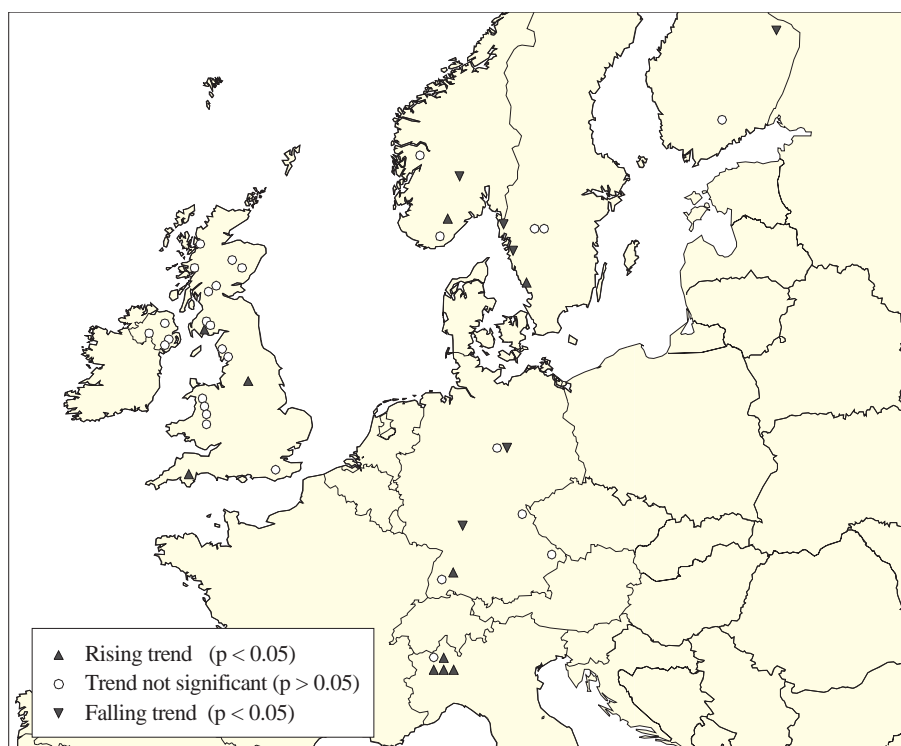 Rising trend (p < 0.05)
Trend not significant (p > 0.05)
Falling trend (p < 0.05)